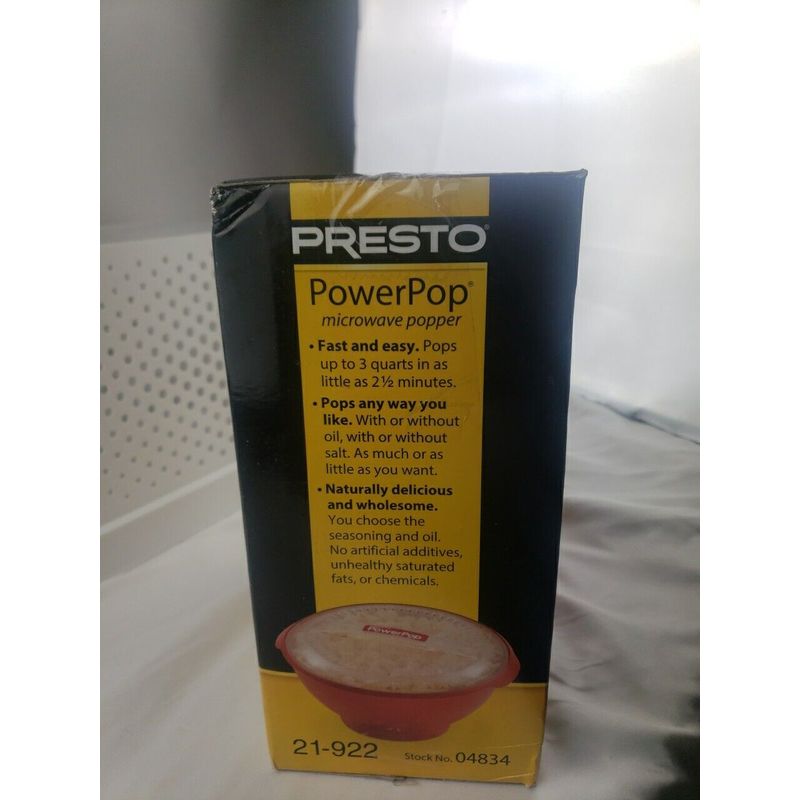 PRESTO®
PowerPop®
microwave popper
• Fast and easy. Pops
up to 3 quarts in as
little as 2½ minutes.
• Pops any way you
like. With or without
oil, with or without
salt. As much or as
little as you want.
• Naturally delicious
and wholesome.
You choose the
seasoning and oil.
No artificial additives,
unhealthy saturated
fats, or chemicals.
PowerPop
21-922 Stock No. 04834